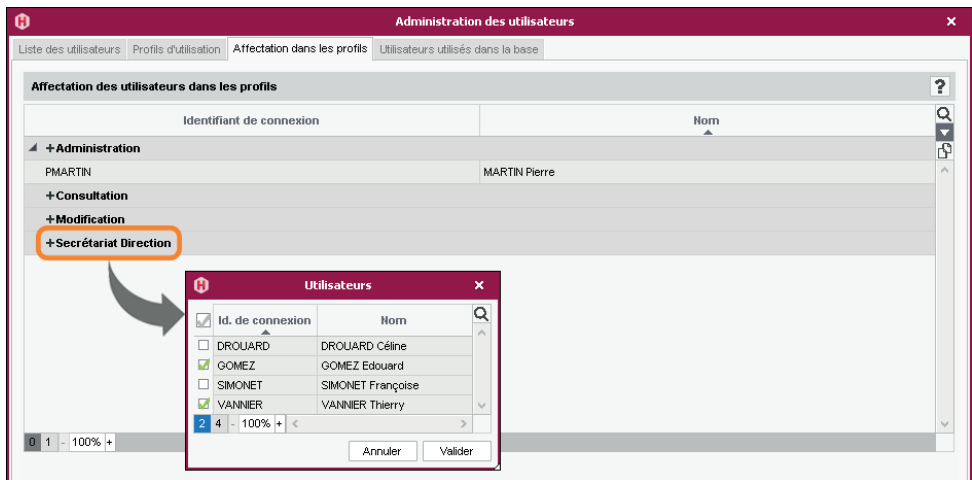 Administration des utilisateurs
Liste des utilisateurs Profils d'utilisation Affectation dans les profils Utilisateurs utilisés dans la base
Affectation des utilisateurs dans les profils ?
Identifiant de connexion Nom
+Administration
PMARTIN MARTIN Pierre
+Consultation
+Modification
+Secrétariat Direction
Utilisateurs
Id. de connexion Nom
DROUARD DROUARD Céline
GOMEZ GOMEZ Edouard
SIMONET SIMONET Françoise
VANNIER VANNIER Thierry
2 4 - 100% +
Annuler Valider
0 1 - 100% +